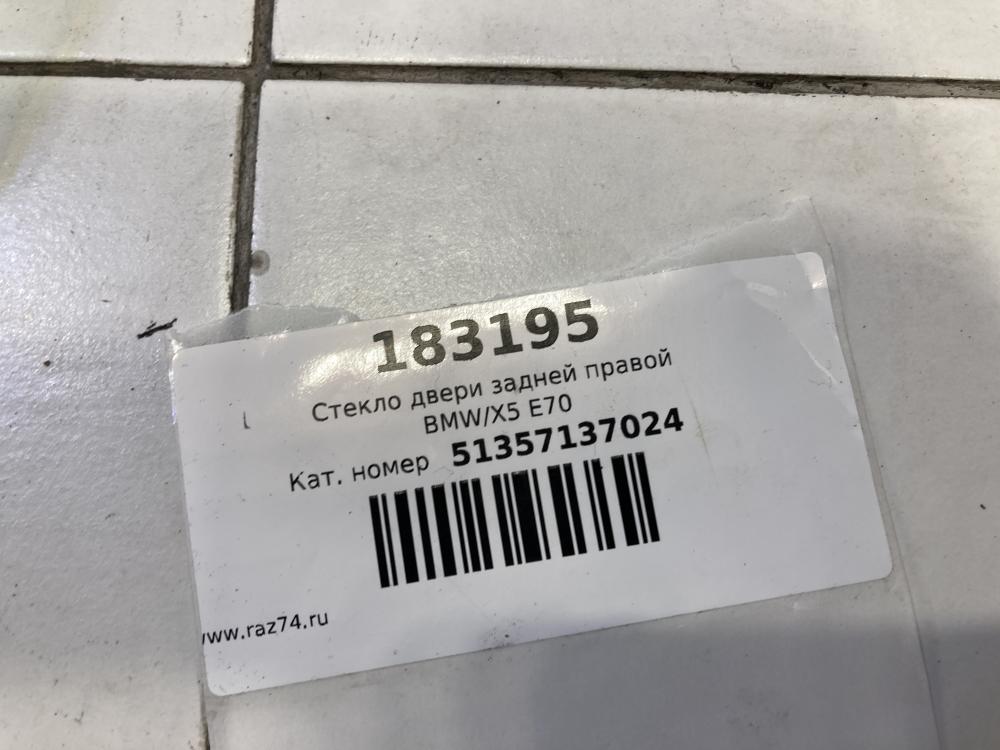 183195
Стекло двери задней правой
BMW/X5 E70
Кат. номер 51357137024
www.raz74.ru